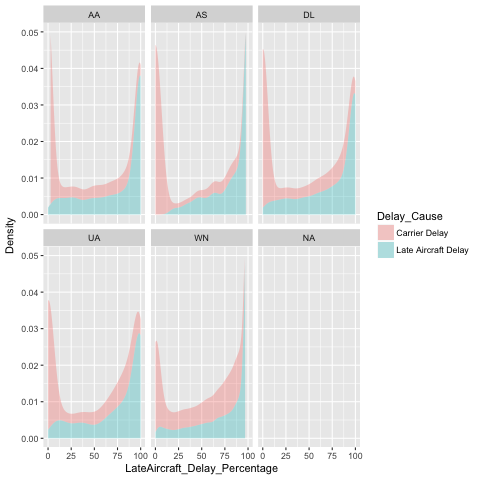 AA AS DL
0.05
0.04
0.03
0.02
0.01
0.00
UA WN NA
0.05
0.04
0.03
0.02
0.01
0.00
0 25 50 75 100 0 25 50 75 100 0 25 50 75 100
LateAircraft_Delay_Percentage
Density
Delay_Cause
Carrier Delay
Late Aircraft Delay